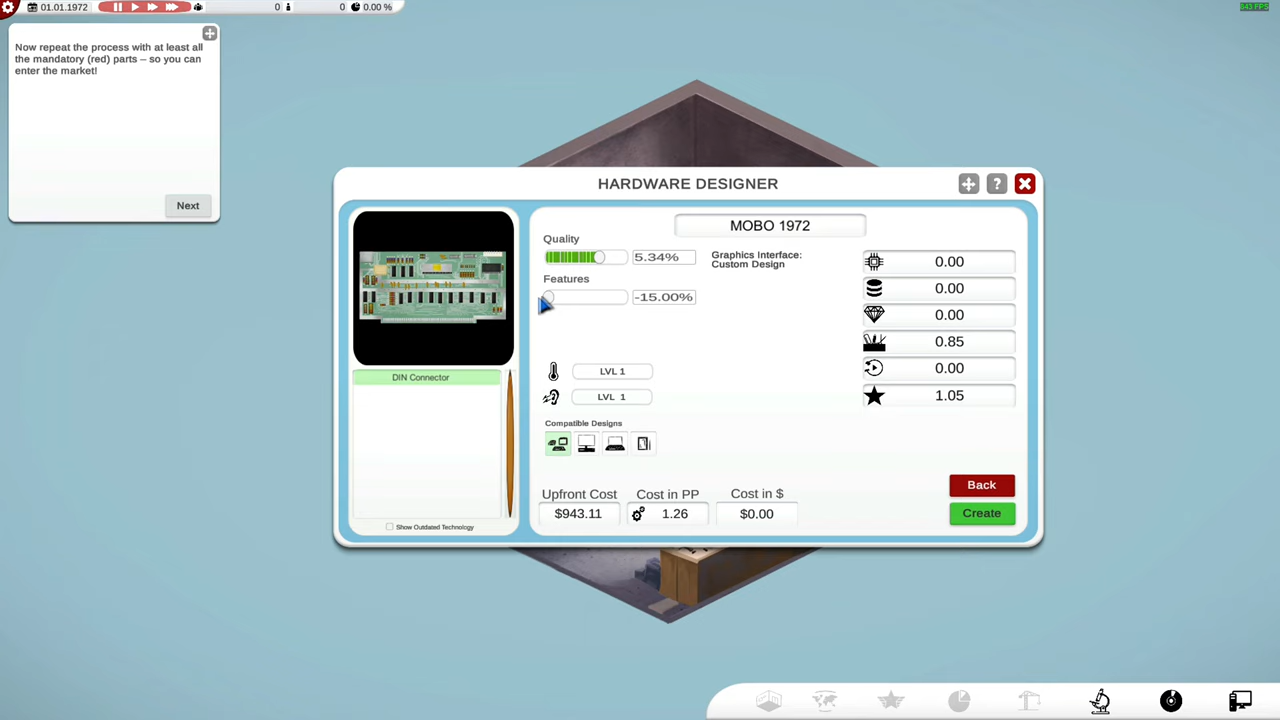 01.01.1972
0
0
0.00 %
643 FPS
Now repeat the process with at least all
the mandatory (red) parts – so you can
enter the market!
Next
HARDWARE DESIGNER
?
MOBO 1972
Quality
5.34%
Features
-15.00%
Graphics Interface:
Custom Design
0.00
0.00
0.00
0.85
0.00
1.05
LVL 1
LVL 1
DIN Connector
Compatible Designs
Show Outdated Technology
Upfront Cost
Cost in PP
Cost in $
$943.11
1.26
$0.00
Back
Create